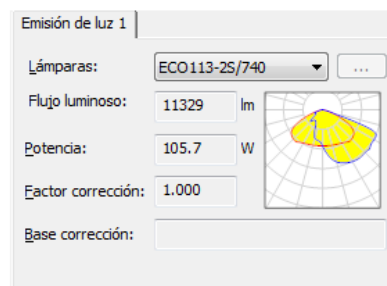 Emisión de luz 1
Lámparas: ECO113-2S/740 ...
Flujo luminoso: 11329 lm
Potencia: 105.7 W
Factor corrección: 1.000
Base corrección: